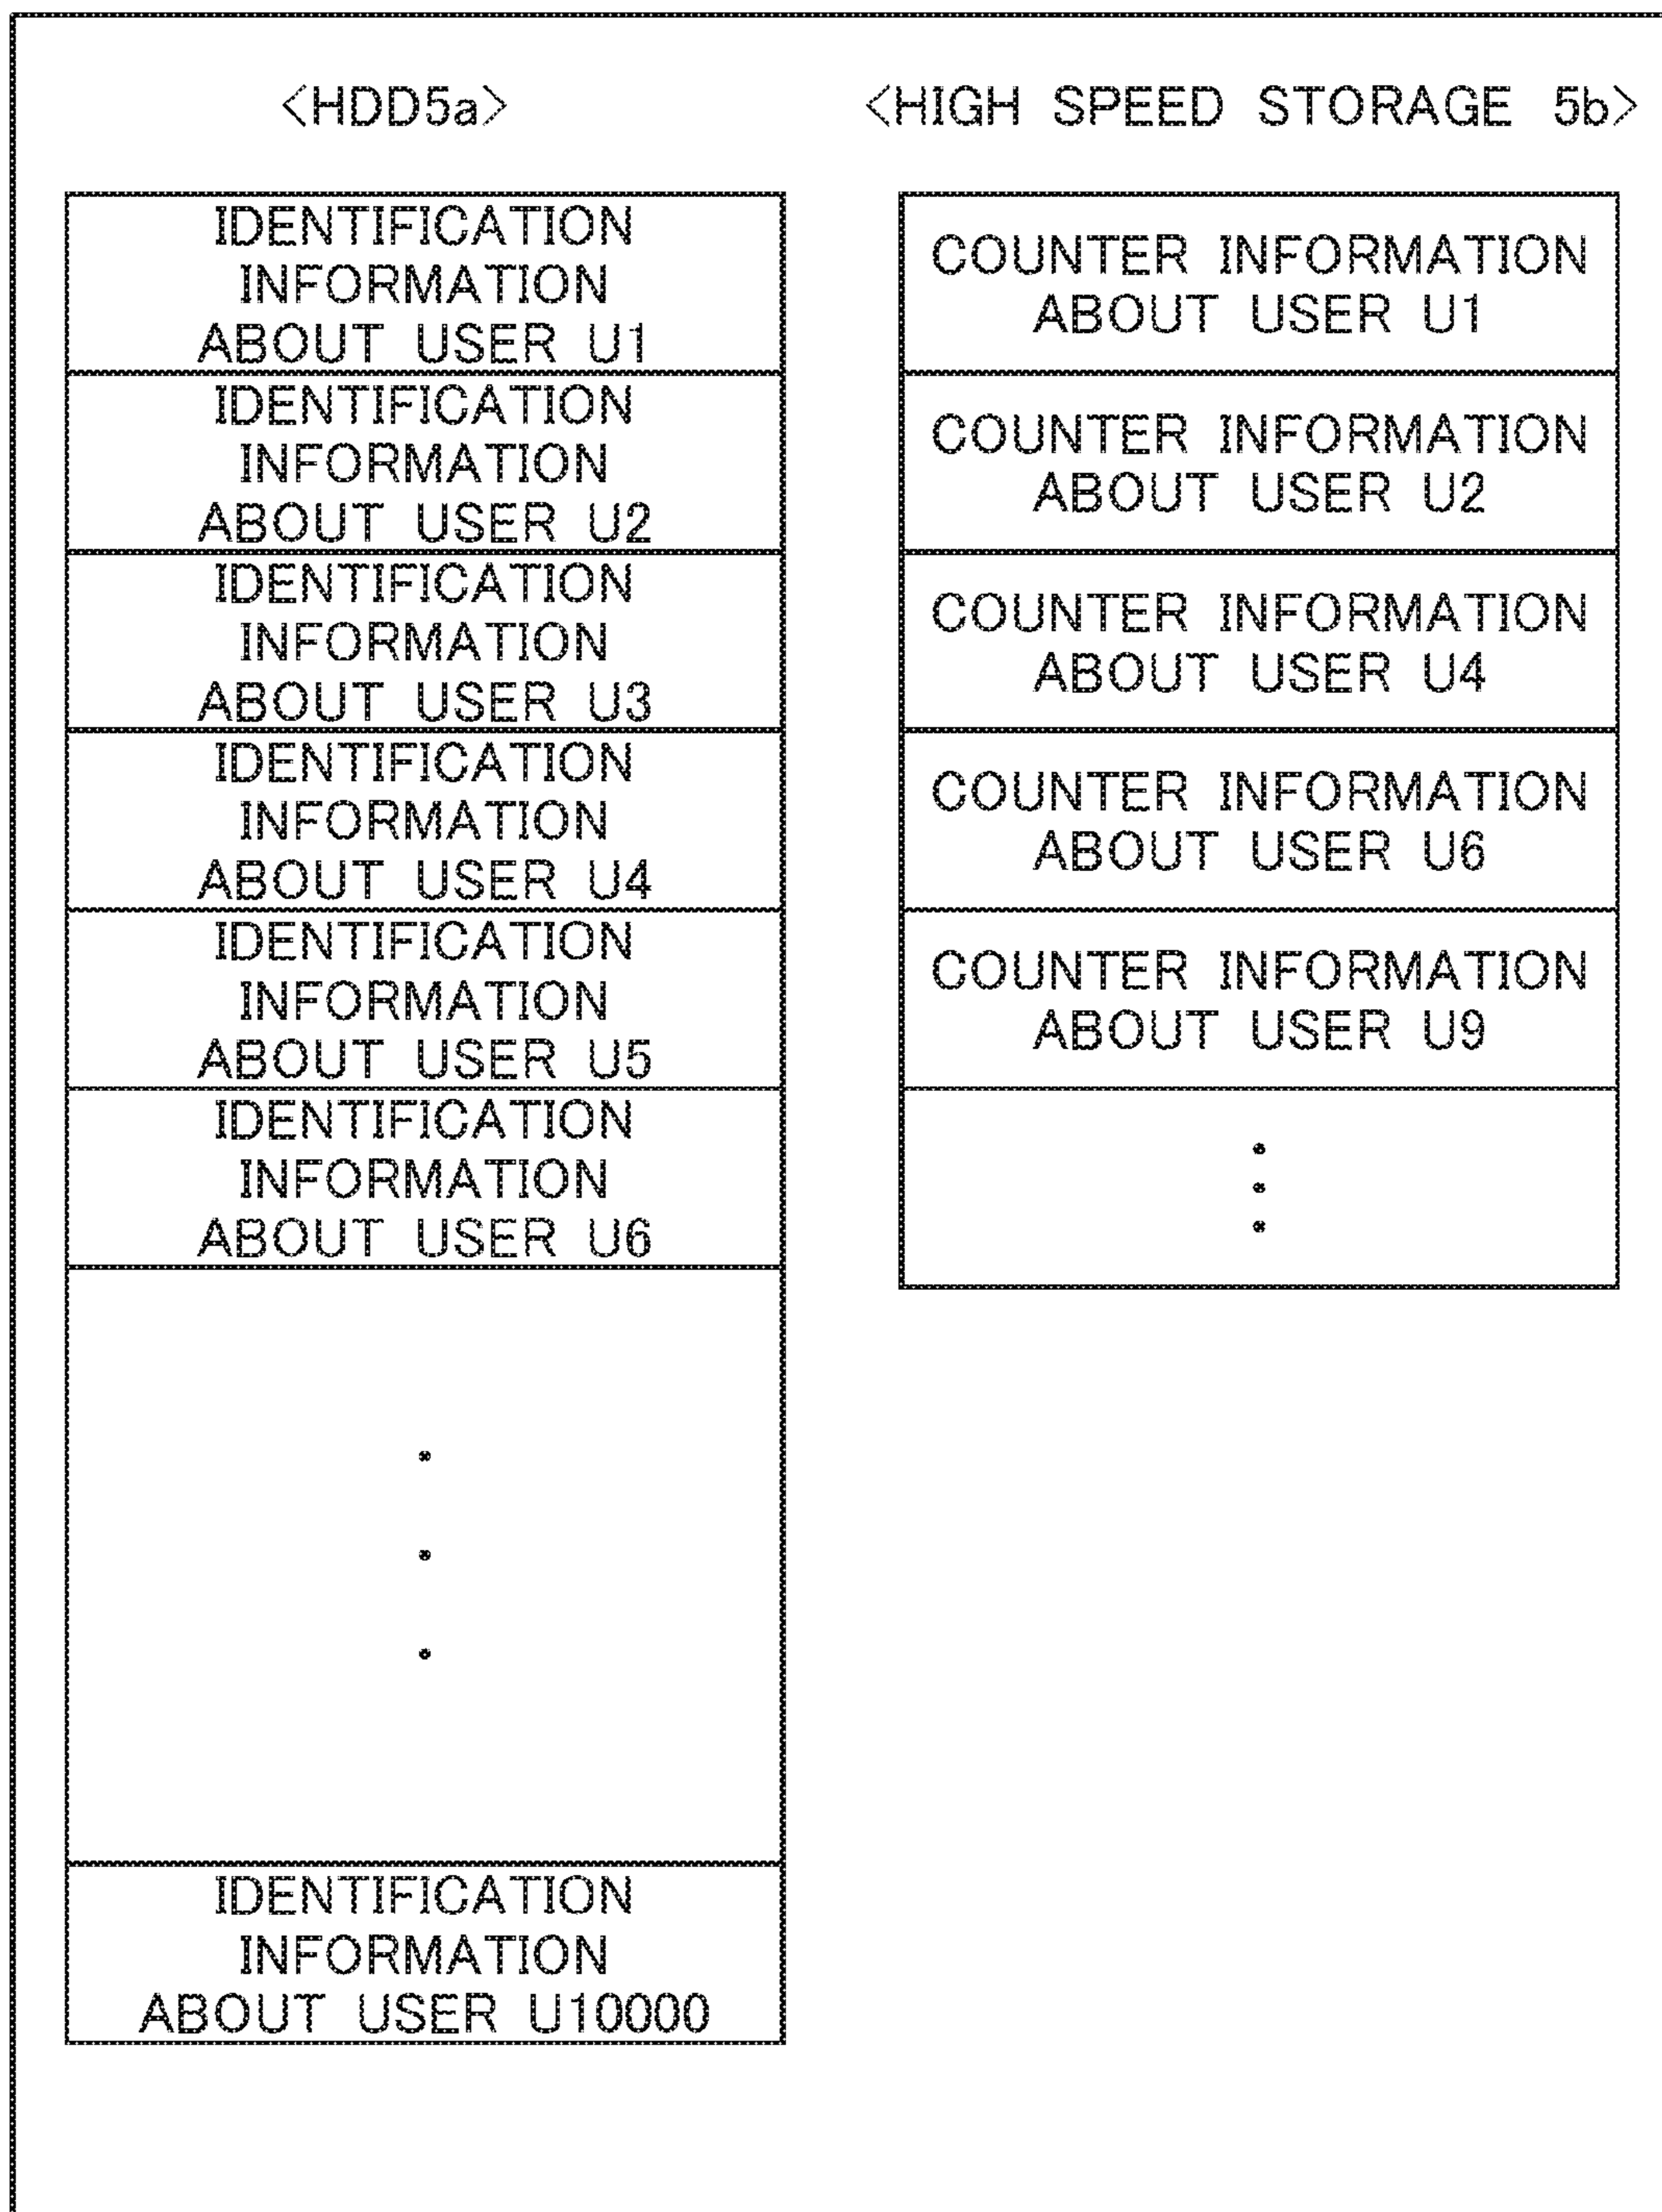 <HDD5a>
IDENTIFICATION
INFORMATION
ABOUT USER U1
IDENTIFICATION
INFORMATION
ABOUT USER U2
IDENTIFICATION
INFORMATION
ABOUT USER U3
IDENTIFICATION
INFORMATION
ABOUT USER U4
IDENTIFICATION
INFORMATION
ABOUT USER U5
IDENTIFICATION
INFORMATION
ABOUT USER U6
IDENTIFICATION
INFORMATION
ABOUT USER U10000
<HIGH SPEED STORAGE 5b>
COUNTER INFORMATION
ABOUT USER U1
COUNTER INFORMATION
ABOUT USER U2
COUNTER INFORMATION
ABOUT USER U4
COUNTER INFORMATION
ABOUT USER U6
COUNTER INFORMATION
ABOUT USER U9